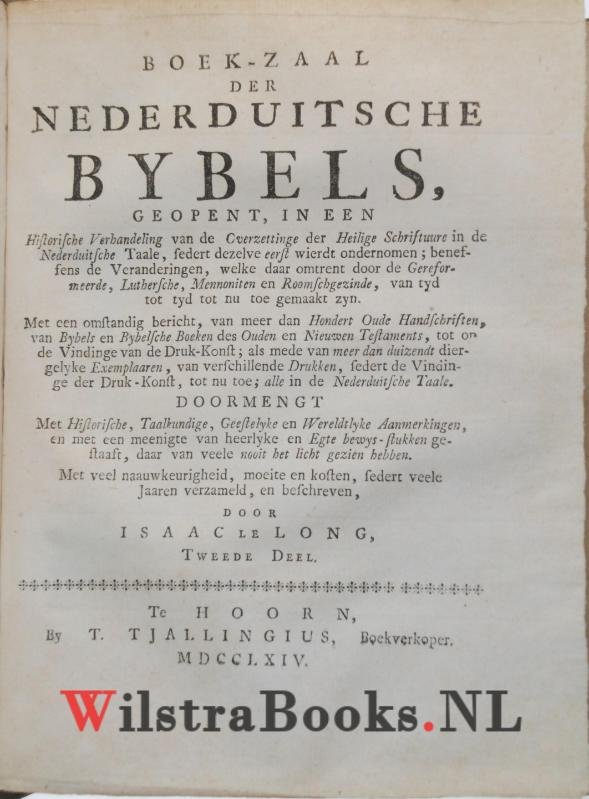 BOEK-ZAAL
DER
NEDERDUITSCHE
BYBELS,
GEOPENT, IN EEN
Hiſtoriſche Verhandeling van de Overzettinge der Heilige Schriftuure in de
Nederduitſche Taale, ſedert dezelve eerſt wierdt ondernomen; benef-
fens de Veranderingen, welke daar omtrent door de Gerefor-
meerde, Lutherſche, Mennoniten en Roomſchgezinde, van tyd
tot tyd tot nu toe gemaakt zyn.
Met een omſtandig bericht, van meer dan Hondert Oude Handſchriften,
van Bybels en Bybelſche Boeken des Ouden en Nieuwen Teſtaments, tot op
de Vindinge van de Druk-Konſt; als mede van meer dan duizendt dier-
gelyke Exemplaaren, van verſchillende Drukken, ſedert de Vindin-
ge der Druk-Konſt, tot nu toe; alle in de Nederduitſche Taale.
DOORMENGT
Met Hiſtoriſche, Taalkundige, Geeſtelyke en Wereldtlyke Aanmerkingen,
en met een meenigte van heerlyke en Egte bewys-ſtukken ge-
ſtaaft, daar van veele nooit het licht gezien hebben.
Met veel naauwkeurigheid, moeite en koſten, ſedert veele
Jaaren verzameld, en beſchreven,
DOOR
ISAAC LE LONG,
TWEEDE DEEL.
Te HOORN,
By T. TJALLINGIUS, Boekverkoper.
MDCCLXIV.
WilstraBooks.NL